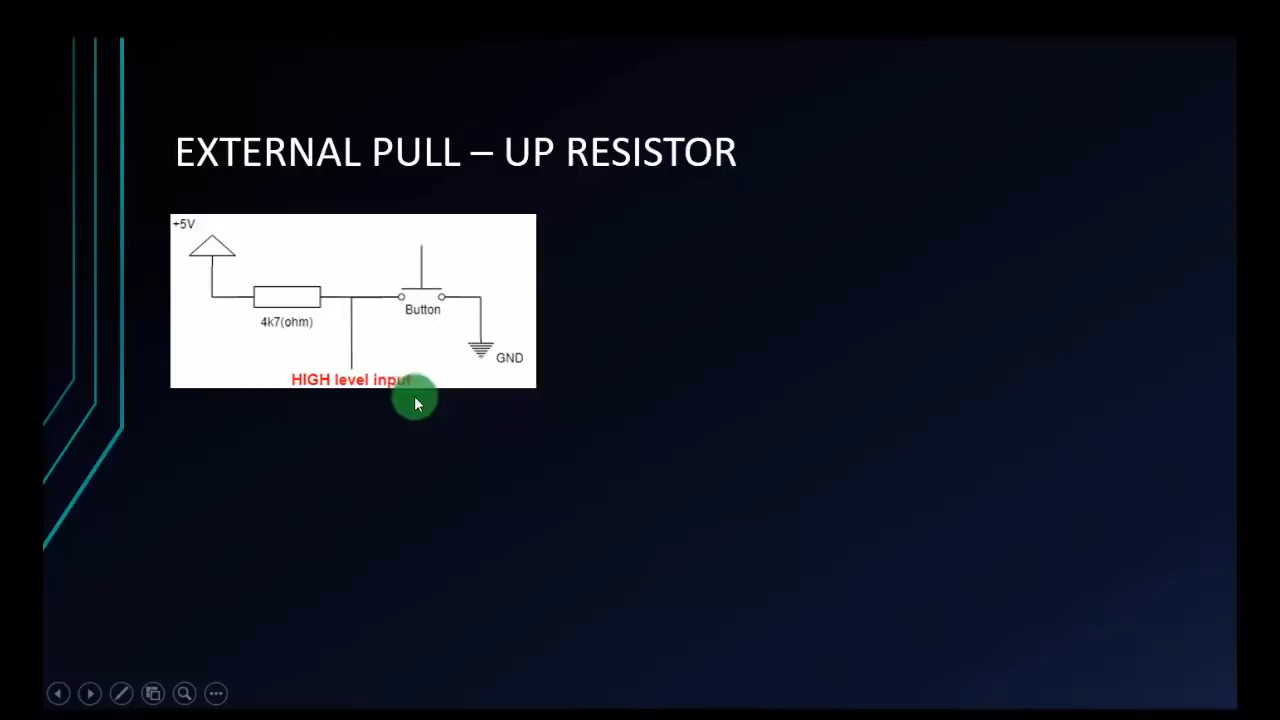 EXTERNAL PULL – UP RESISTOR
+5V
Button
4k7(ohm)
GND
HIGH level input